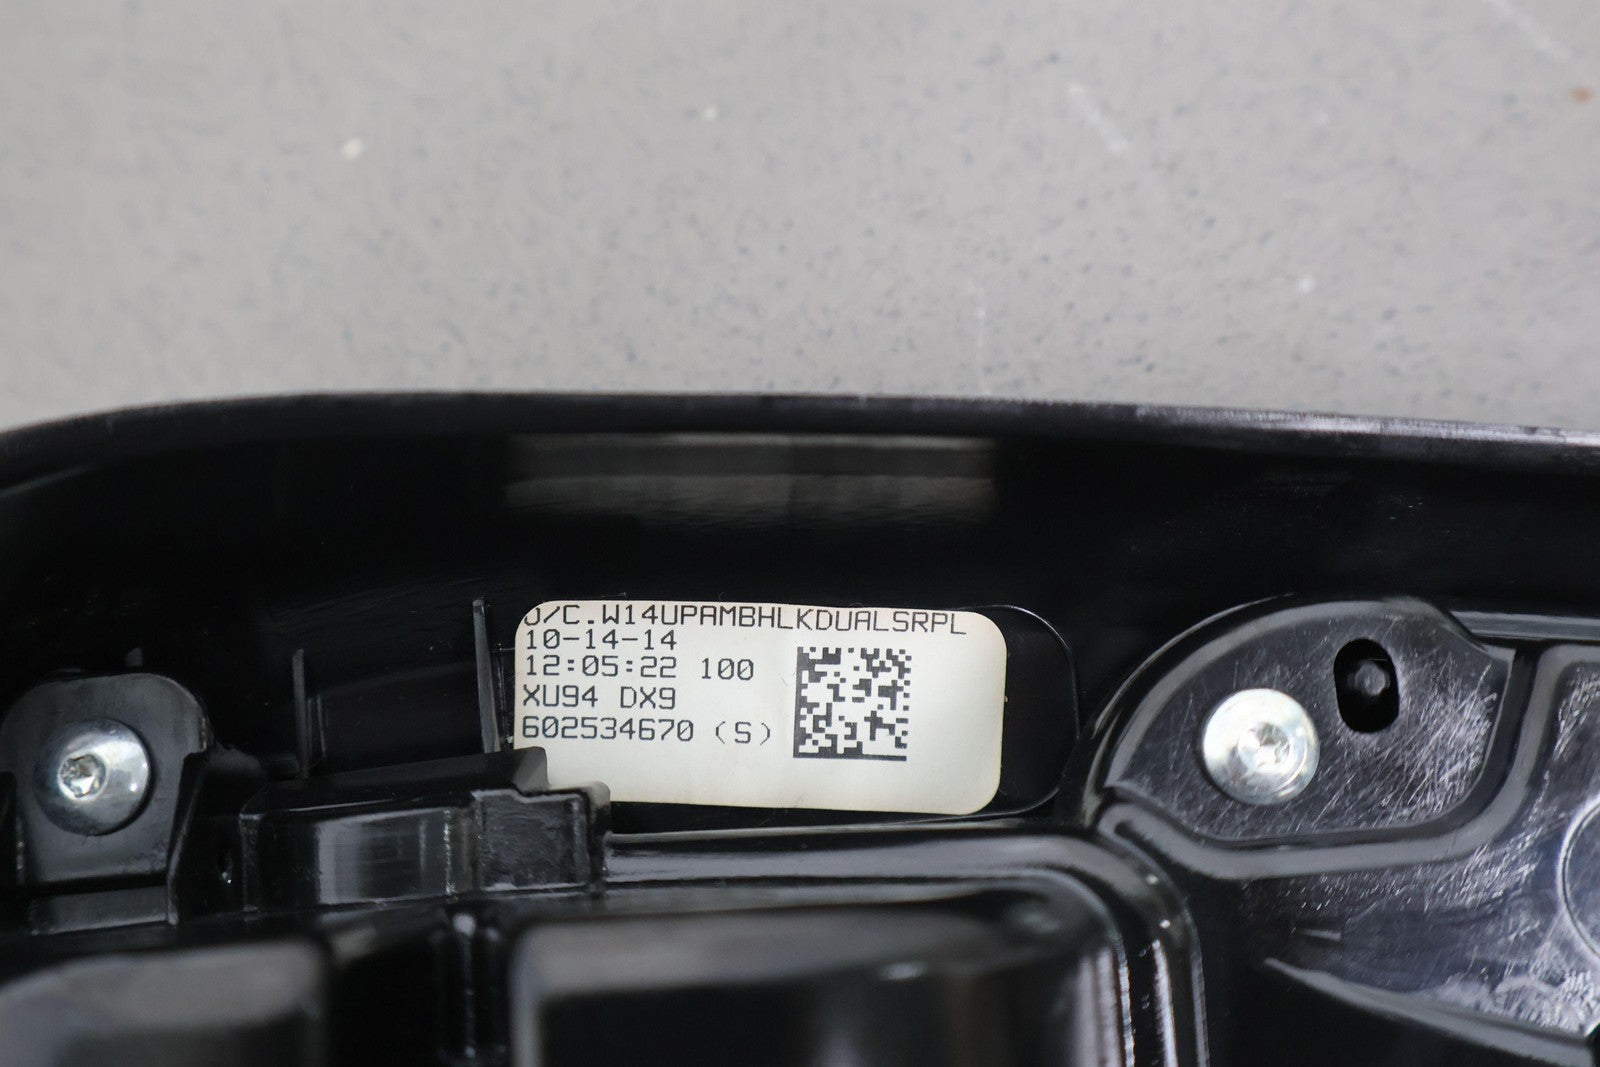 O/C.W14UPAMBHLKDUALSRPL
10-14-14
12:05:22 100
XU94 DX9
602534670 (S)